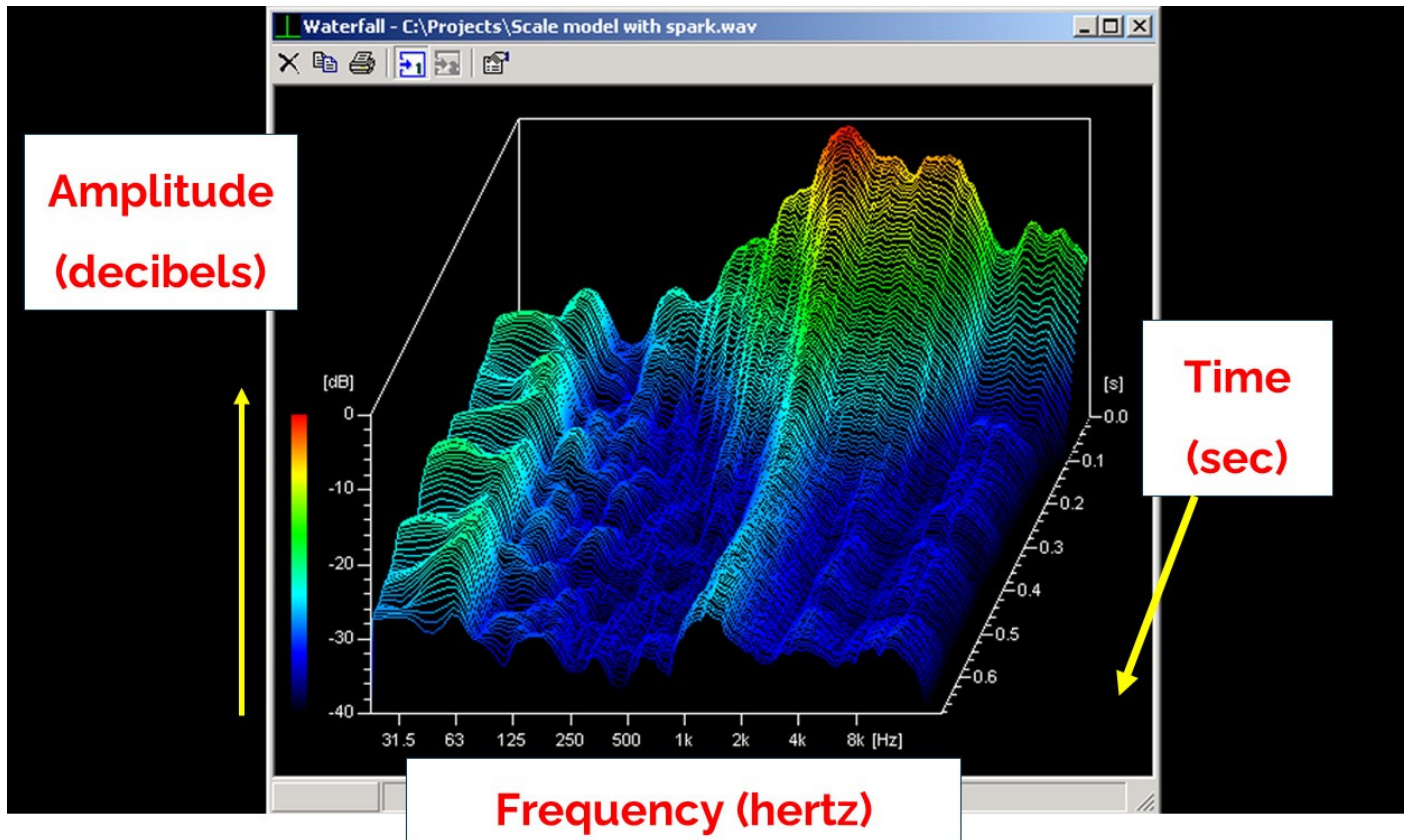 Waterfall - C:\Projects\Scale model with spark.wav
1
2
Amplitude
(decibels)
[dB]
0
-10
-20
-30
-40
[s]
0.0
0.1
0.2
0.3
0.4
0.5
0.6
Time
(sec)
31.5 63 125 250 500 1k 2k 4k 8k [Hz]
Frequency (hertz)